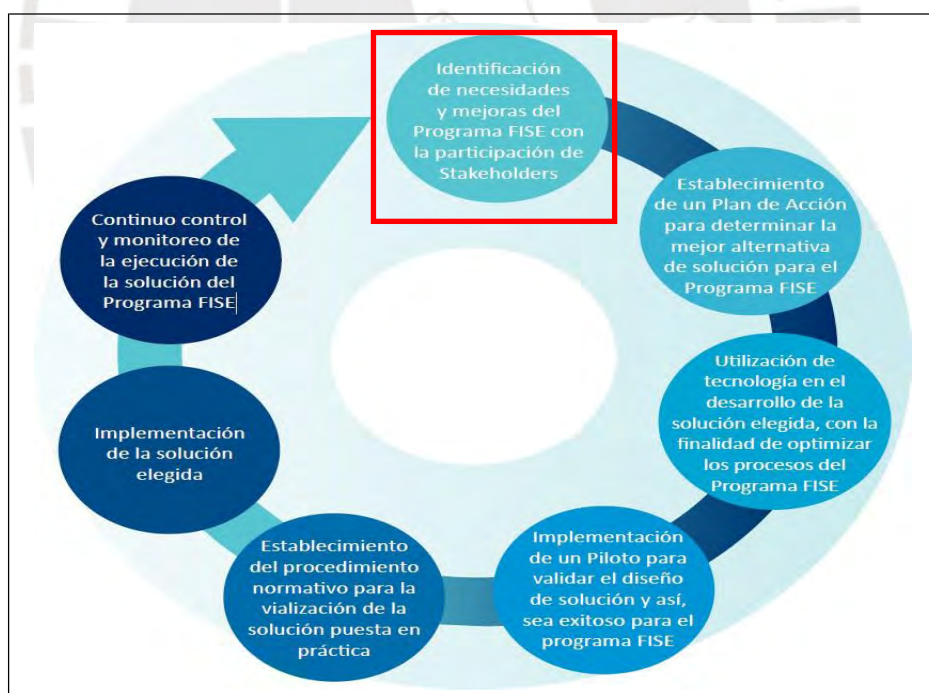 Identificación
de necesidades
y mejoras del
Programa FISE con
la participación de
Stakeholders
Establecimiento
de un Plan de Acción
para determinar la
mejor alternativa
de solución para el
Programa FISE
Utilización de
tecnología en el
desarrollo de la
solución elegida, con la
finalidad de optimizar
los procesos del
Programa FISE
Implementación
de un Piloto para
validar el diseño
de solución y así,
sea exitoso para el
programa FISE
Establecimiento
del procedimiento
normativo para la
vialización de la
solución puesta en
práctica
Implementación
de la solución
elegida
Continuo control
y monitoreo de
la ejecución de
la solución del
Programa FISE